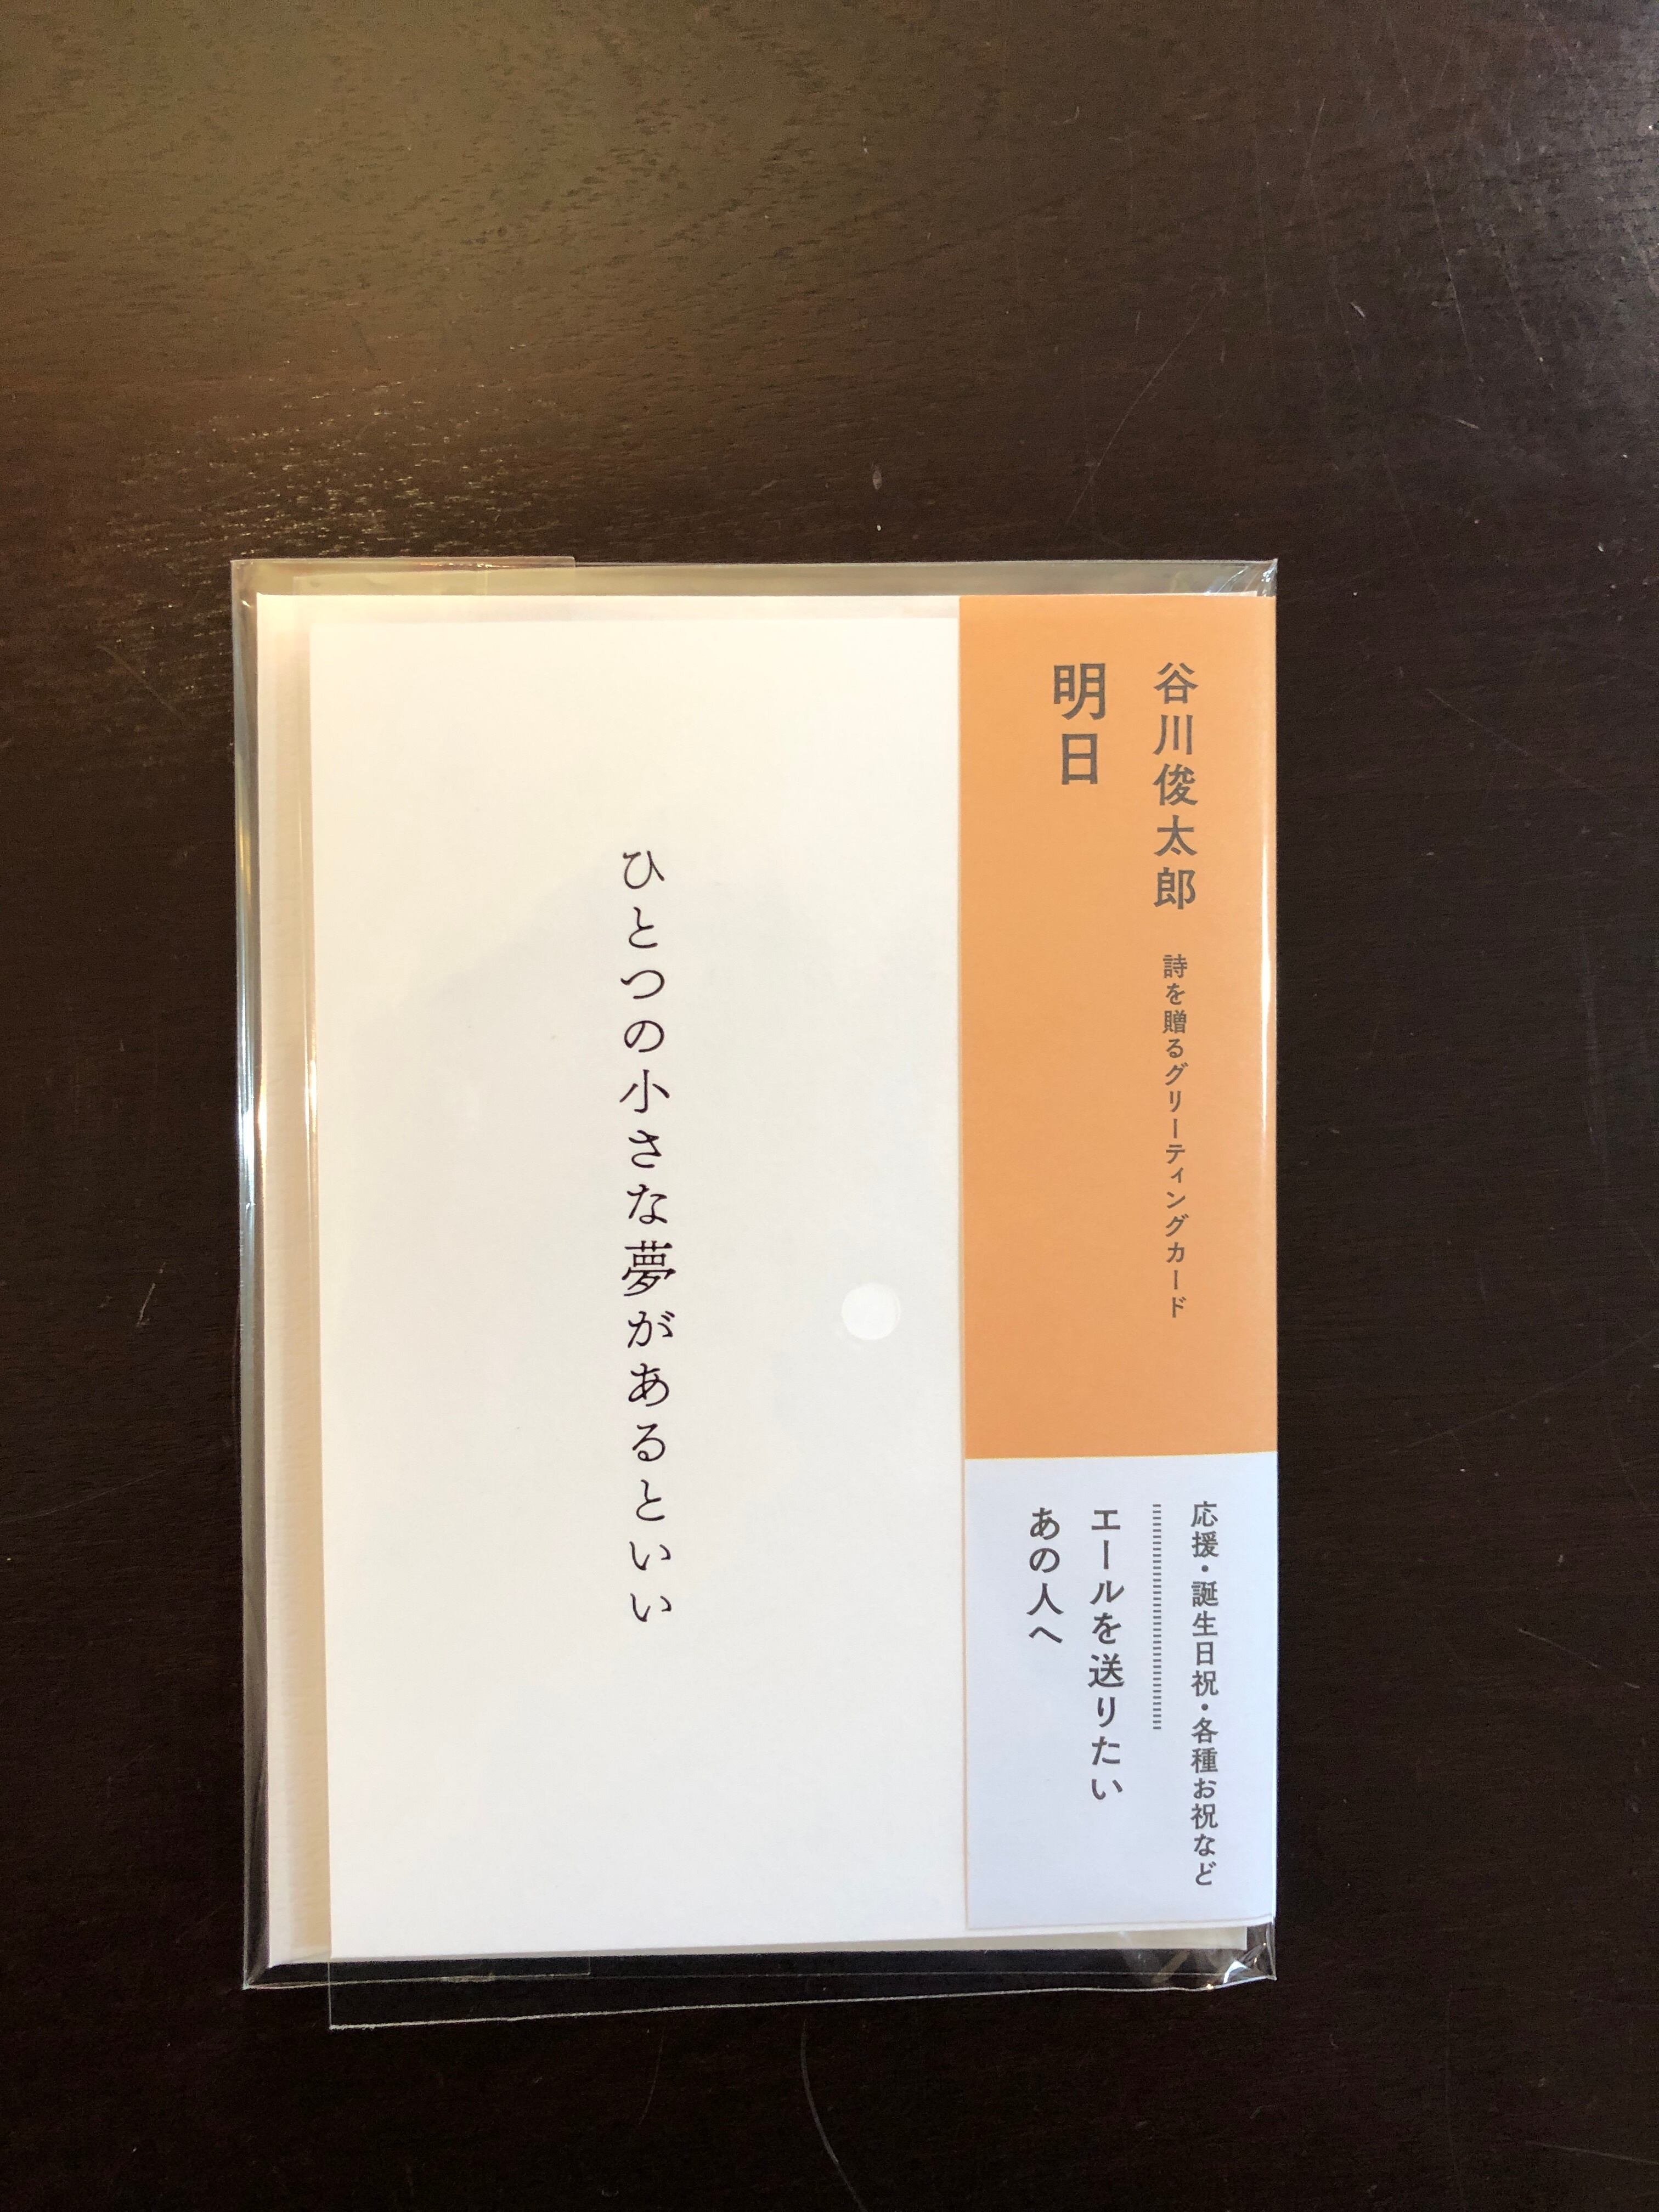 谷川俊太郎 詩を贈るグリーティングカード
明日
応援・誕生日祝・各種お祝など
エールを送りたい
あの人へ
ひとつの小さな夢があるといい